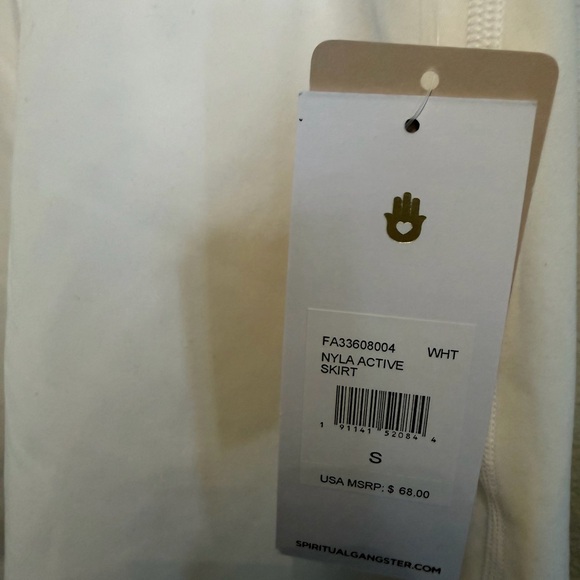 FA33608004 WHT
NYLA ACTIVE
SKIRT
1 91141 52084 4
S
USA MSRP: $ 68.00
SPIRITUALGANGSTER.COM